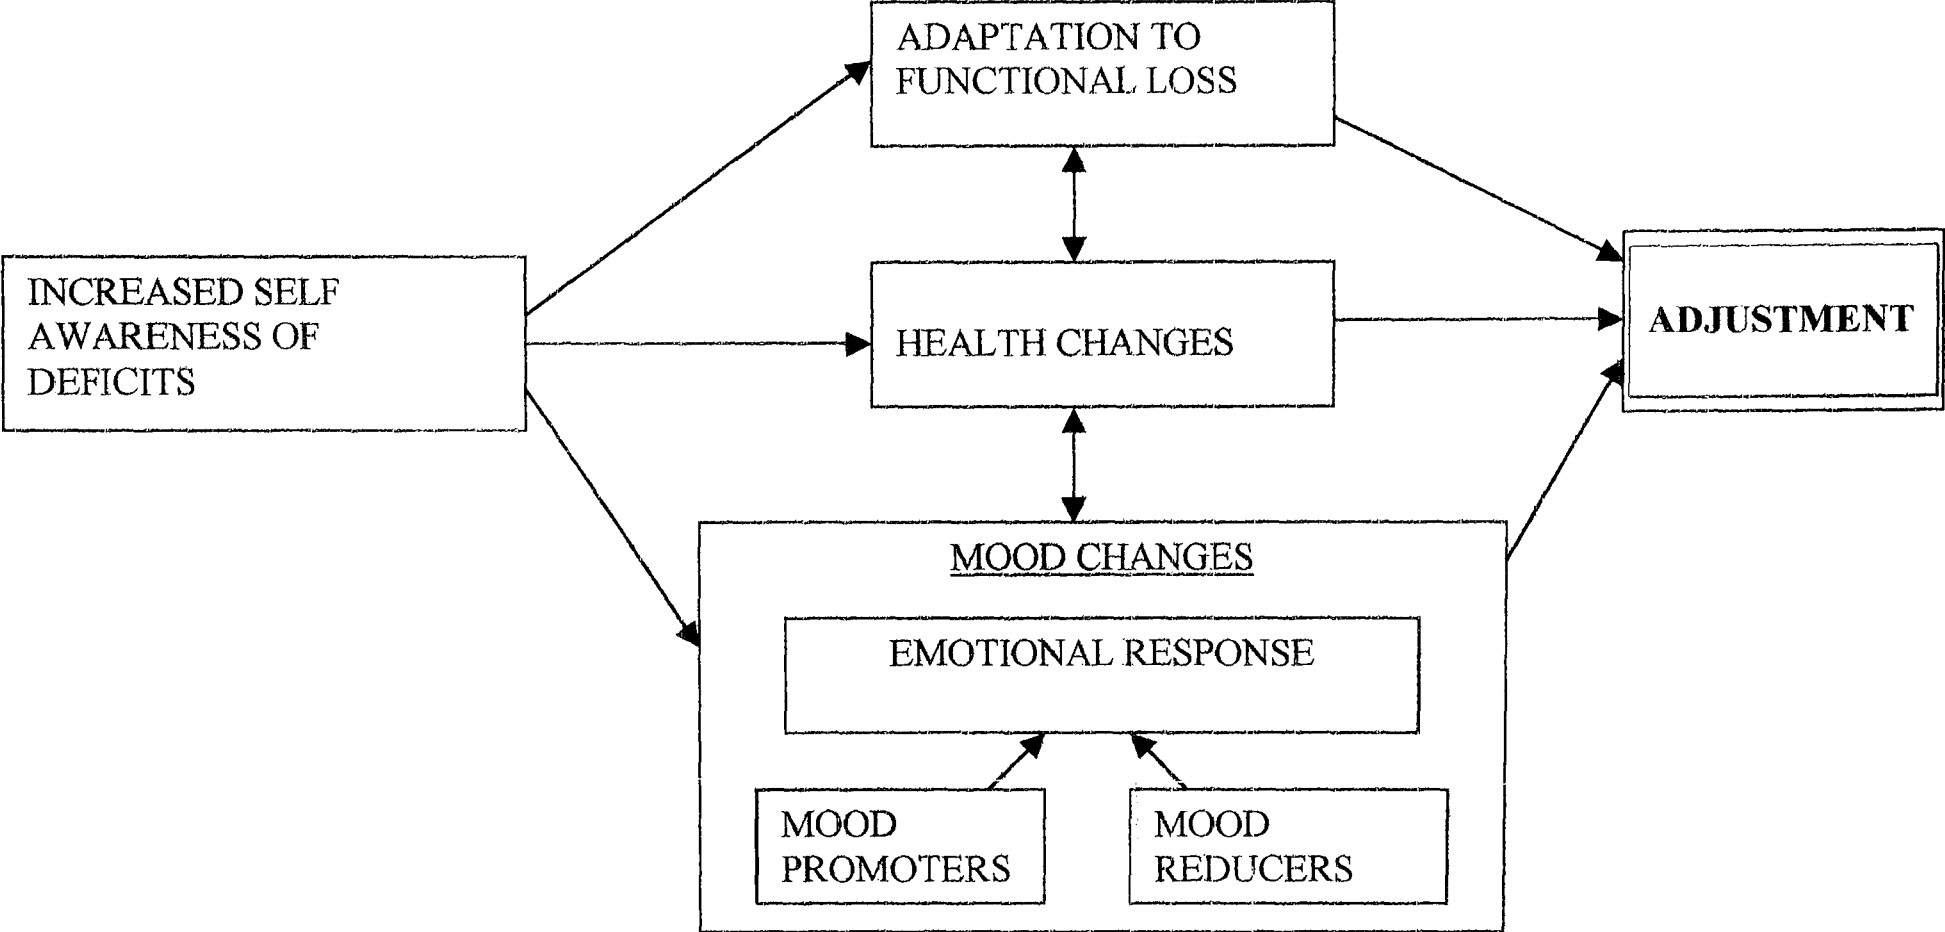 ADAPTATION TO
FUNCTIONAL LOSS
INCREASED SELF
AWARENESS OF
DEFICITS
HEALTH CHANGES
ADJUSTMENT
MOOD CHANGES
EMOTIONAL RESPONSE
MOOD
PROMOTERS
MOOD
REDUCERS